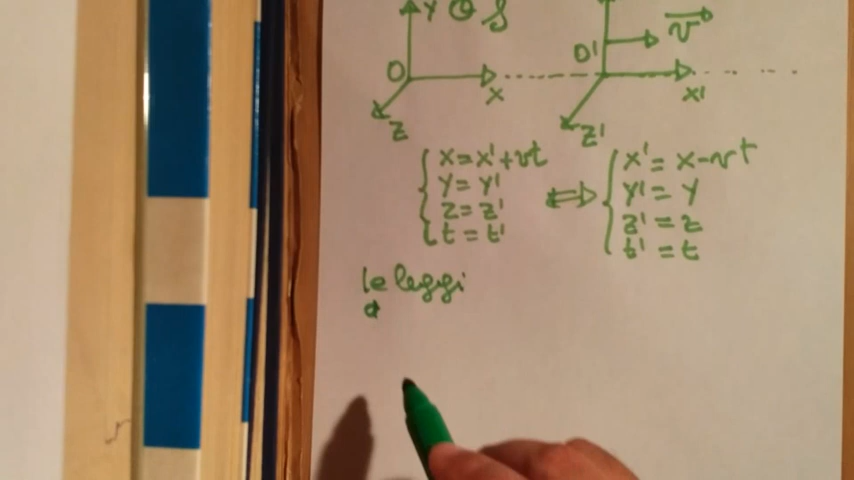 Y S
O' v
O
X X'
Z Z'
x = x' + vt x' = x - vt
y = y' ⇔ y' = y
z = z' z' = z
t = t' t' = t
le leggi
d